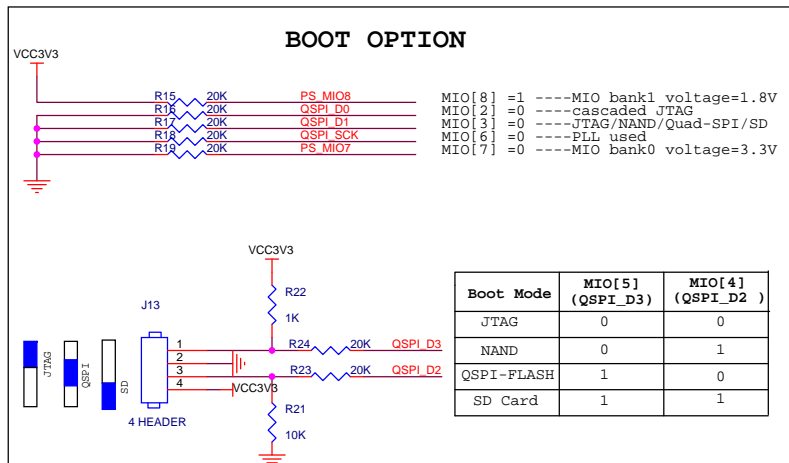 BOOT OPTION
VCC3V3
R15 20K PS_MIO8 MIO[8] =1 ----MIO bank1 voltage=1.8V
R16 20K QSPI_D0 MIO[2] =0 ----cascaded JTAG
R17 20K QSPI_D1 MIO[3] =0 ----JTAG/NAND/Quad-SPI/SD
R18 20K QSPI_SCK MIO[6] =0 ----PLL used
R19 20K PS_MIO7 MIO[7] =0 ----MIO bank0 voltage=3.3V
VCC3V3
R22
1K
J13
1
2
3
4
R24 20K QSPI_D3
R23 20K QSPI_D2
VCC3V3
R21
10K
4 HEADER
JTAG
QSPI
SD
Boot Mode MIO[5] (QSPI_D3) MIO[4] (QSPI_D2 )
JTAG 0 0
NAND 0 1
QSPI-FLASH 1 0
SD Card 1 1